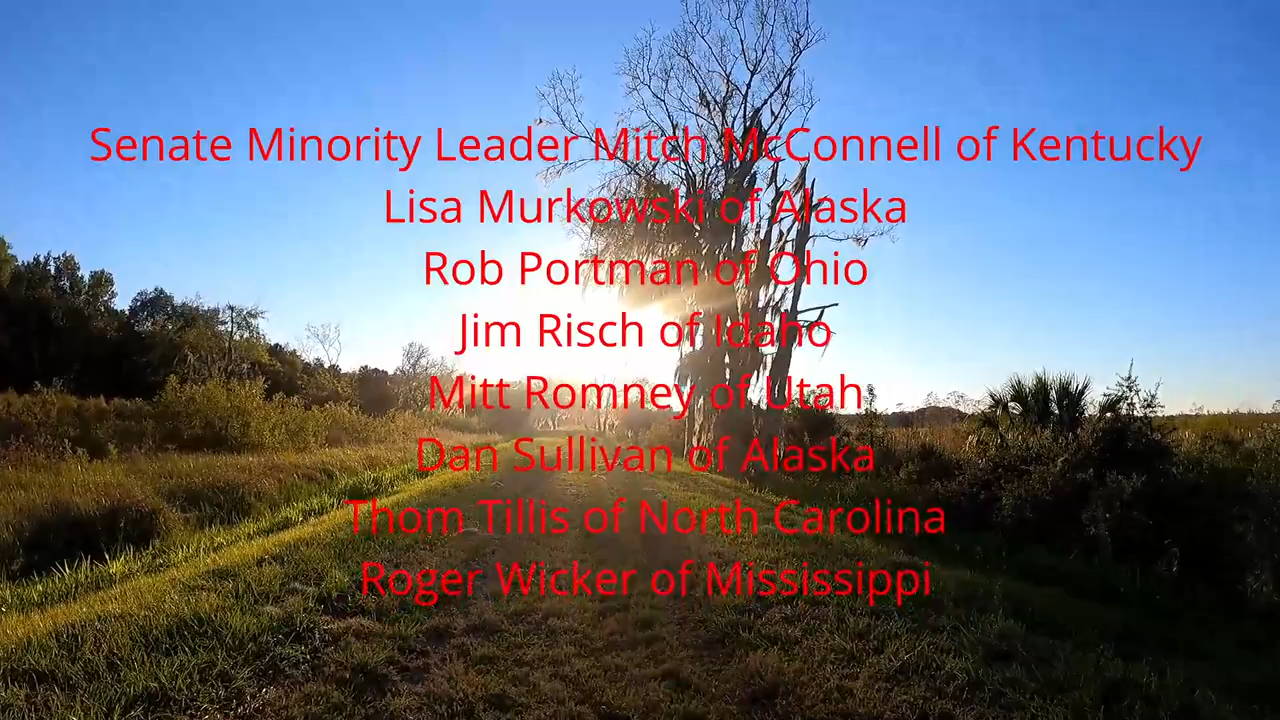 Senate Minority Leader Mitch McConnell of Kentucky
Lisa Murkowski of Alaska
Rob Portman of Ohio
Jim Risch of Idaho
Mitt Romney of Utah
Dan Sullivan of Alaska
Thom Tillis of North Carolina
Roger Wicker of Mississippi